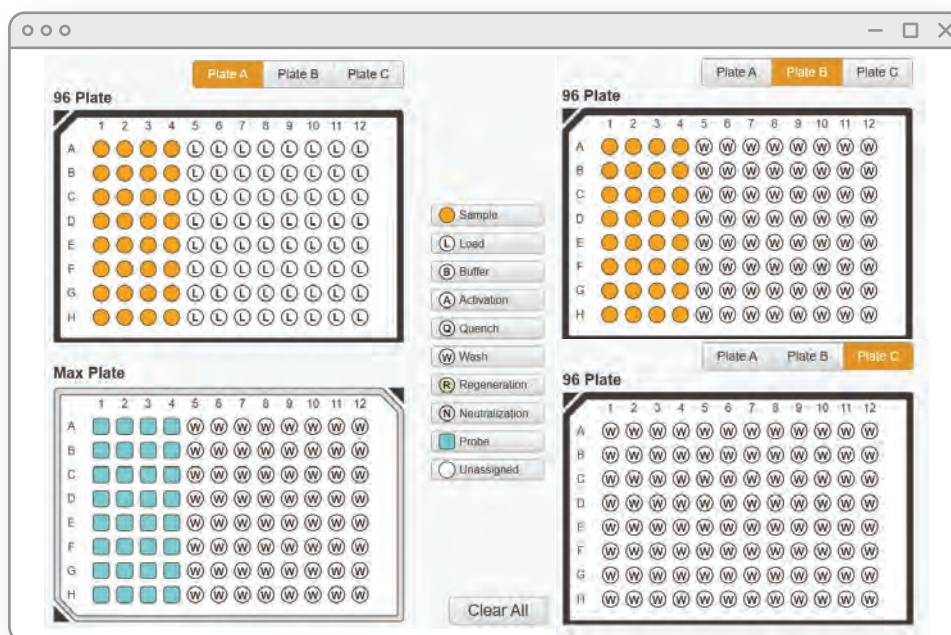 Plate A Plate B Plate C
96 Plate
1 2 3 4 5 6 7 8 9 10 11 12
A L L L L L L L L
B L L L L L L L L
C L L L L L L L L
D L L L L L L L L
E L L L L L L L L
F L L L L L L L L
G L L L L L L L L
H L L L L L L L L
Max Plate
1 2 3 4 5 6 7 8 9 10 11 12
A W W W W W W W W
B W W W W W W W W
C W W W W W W W W
D W W W W W W W W
E W W W W W W W W
F W W W W W W W W
G W W W W W W W W
H W W W W W W W W
Sample
L Load
B Buffer
A Activation
Q Quench
W Wash
R Regeneration
N Neutralization
Probe
Unassigned
Clear All
Plate A Plate B Plate C
96 Plate
1 2 3 4 5 6 7 8 9 10 11 12
A W W W W W W W W
B W W W W W W W W
C W W W W W W W W
D W W W W W W W W
E W W W W W W W W
F W W W W W W W W
G W W W W W W W W
H W W W W W W W W
Plate A Plate B Plate C
96 Plate
1 2 3 4 5 6 7 8 9 10 11 12
A W W W W W W W W W W W W
B W W W W W W W W W W W W
C W W W W W W W W W W W W
D W W W W W W W W W W W W
E W W W W W W W W W W W W
F W W W W W W W W W W W W
G W W W W W W W W W W W W
H W W W W W W W W W W W W